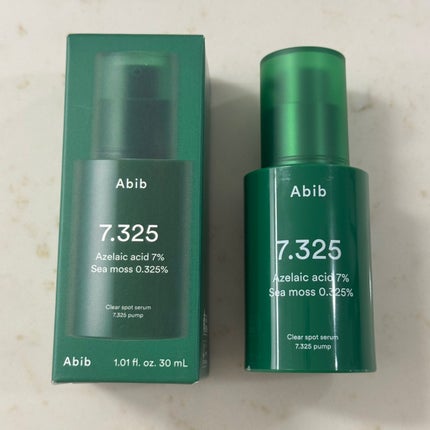 Abib
7.325
Azelaic acid 7%
Sea moss 0.325%
Clear spot serum
7.325 pump
Abib
1.01 fl. oz. 30 mL
Abib
7.325
Azelaic acid 7%
Sea moss 0.325%
Clear spot serum
7.325 pump